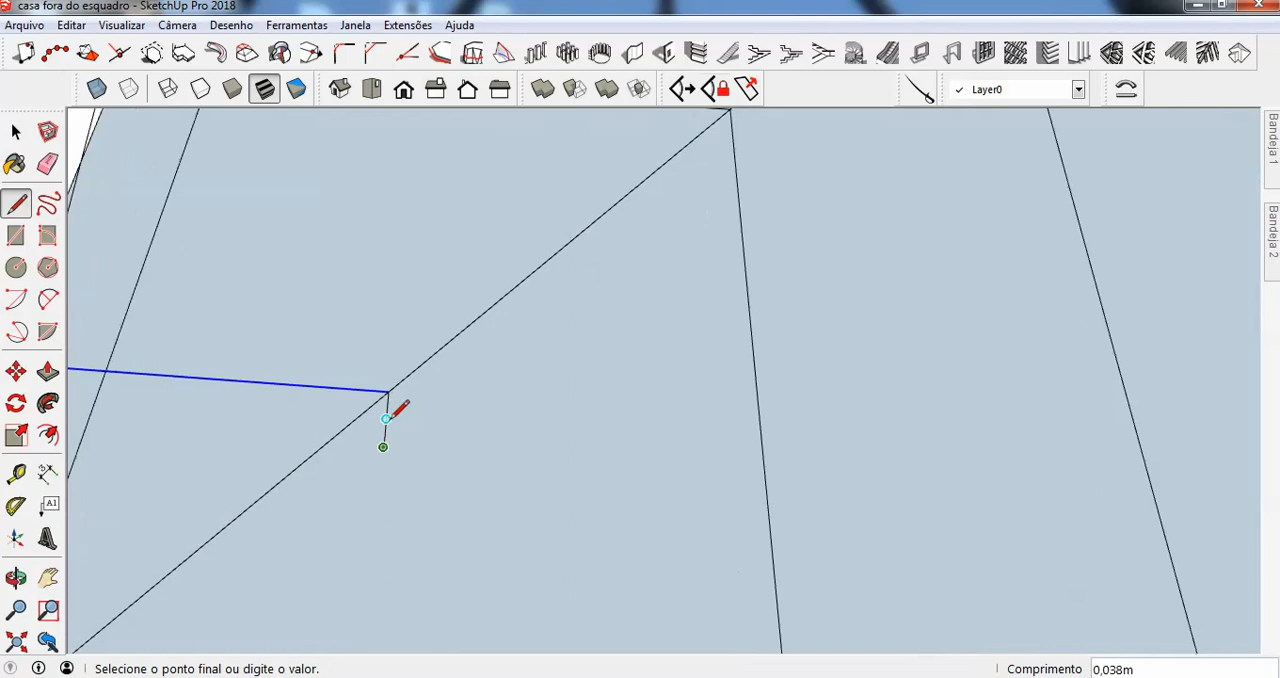 casa fora do esquadro - SketchUp Pro 2018
Arquivo Editar Visualizar Câmera Desenho Ferramentas Janela Extensões Ajuda
Layer0
Bandeja 1
Bandeja 2
A1
Selecione o ponto final ou digite o valor.
Comprimento 0,038m